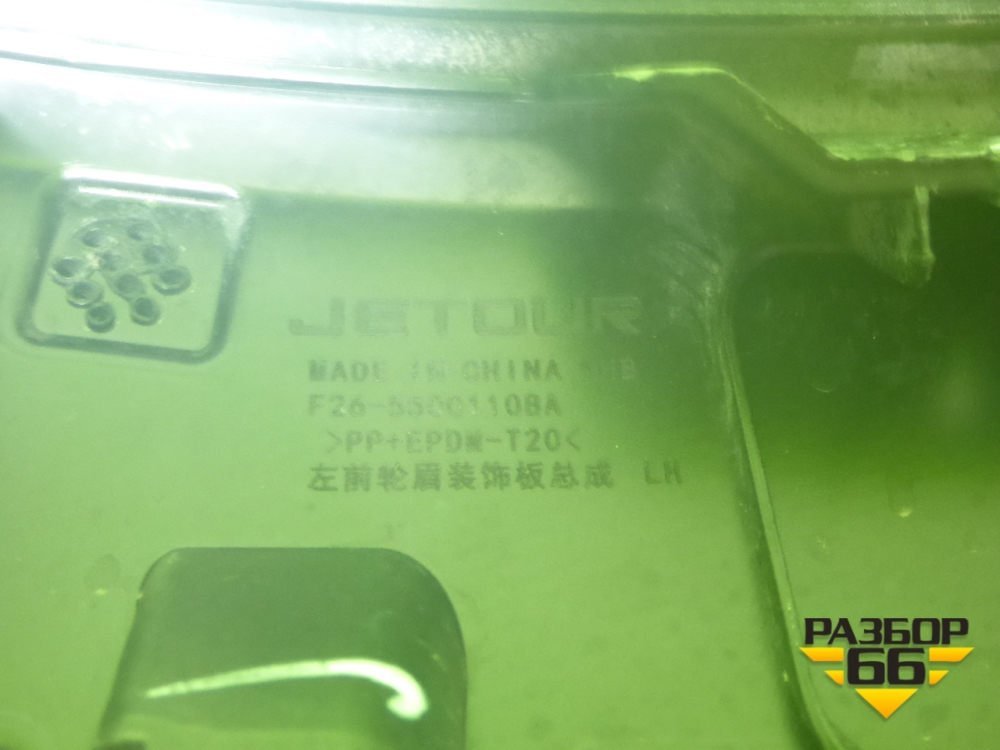 JETOUR
MADE IN CHINA
F26-5500110BA
>PP+EPDM-T20<
左前轮眉装饰板总成 LH
РАЗБОР
66